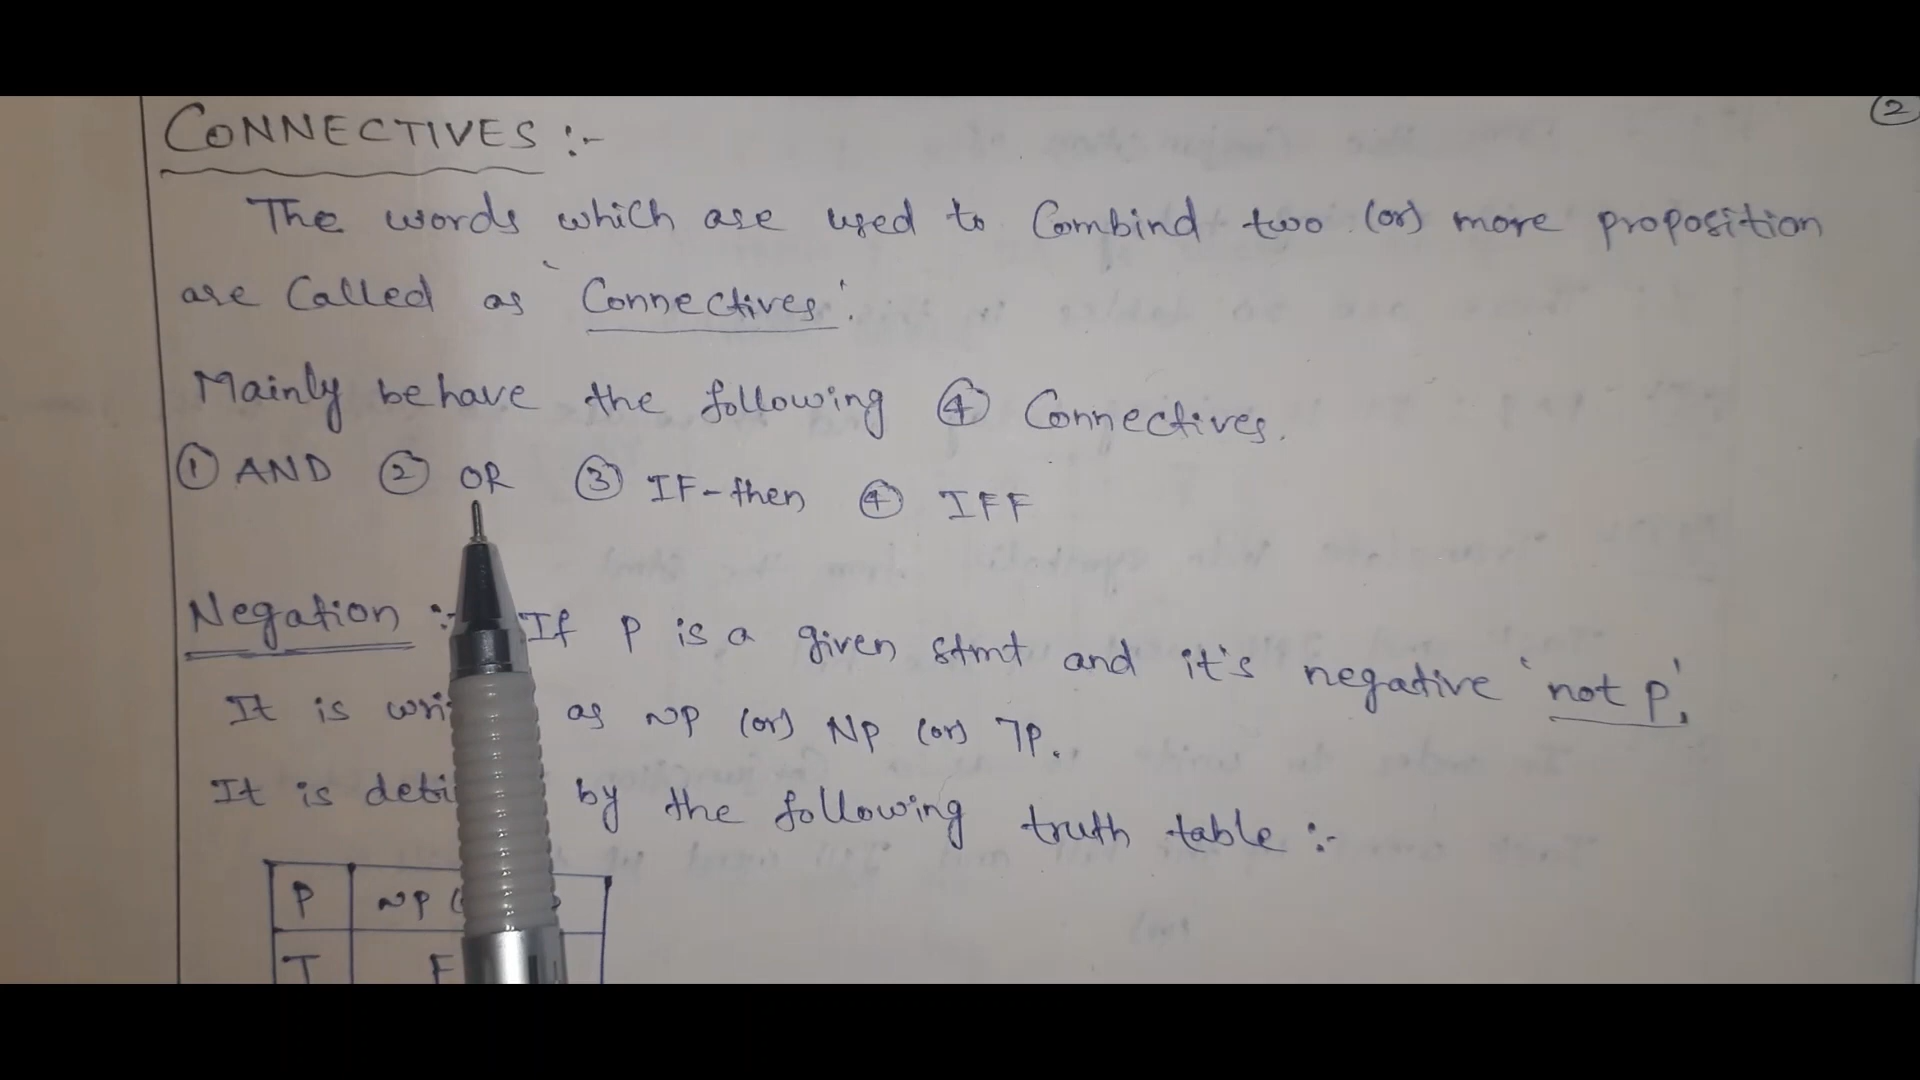 ②
CONNECTIVES :-
The words which are used to Combind two (or) more proposition
are Called as 'Connectives'.
Mainly be have the following ④ Connectives.
① AND ② OR ③ IF-then ④ IFF
Negation :- If P is a given stmt and it's negative 'not p'.
It is as ~P (or) NP (or) ⅂P.
It is by the following truth table :-
P ~P
T F